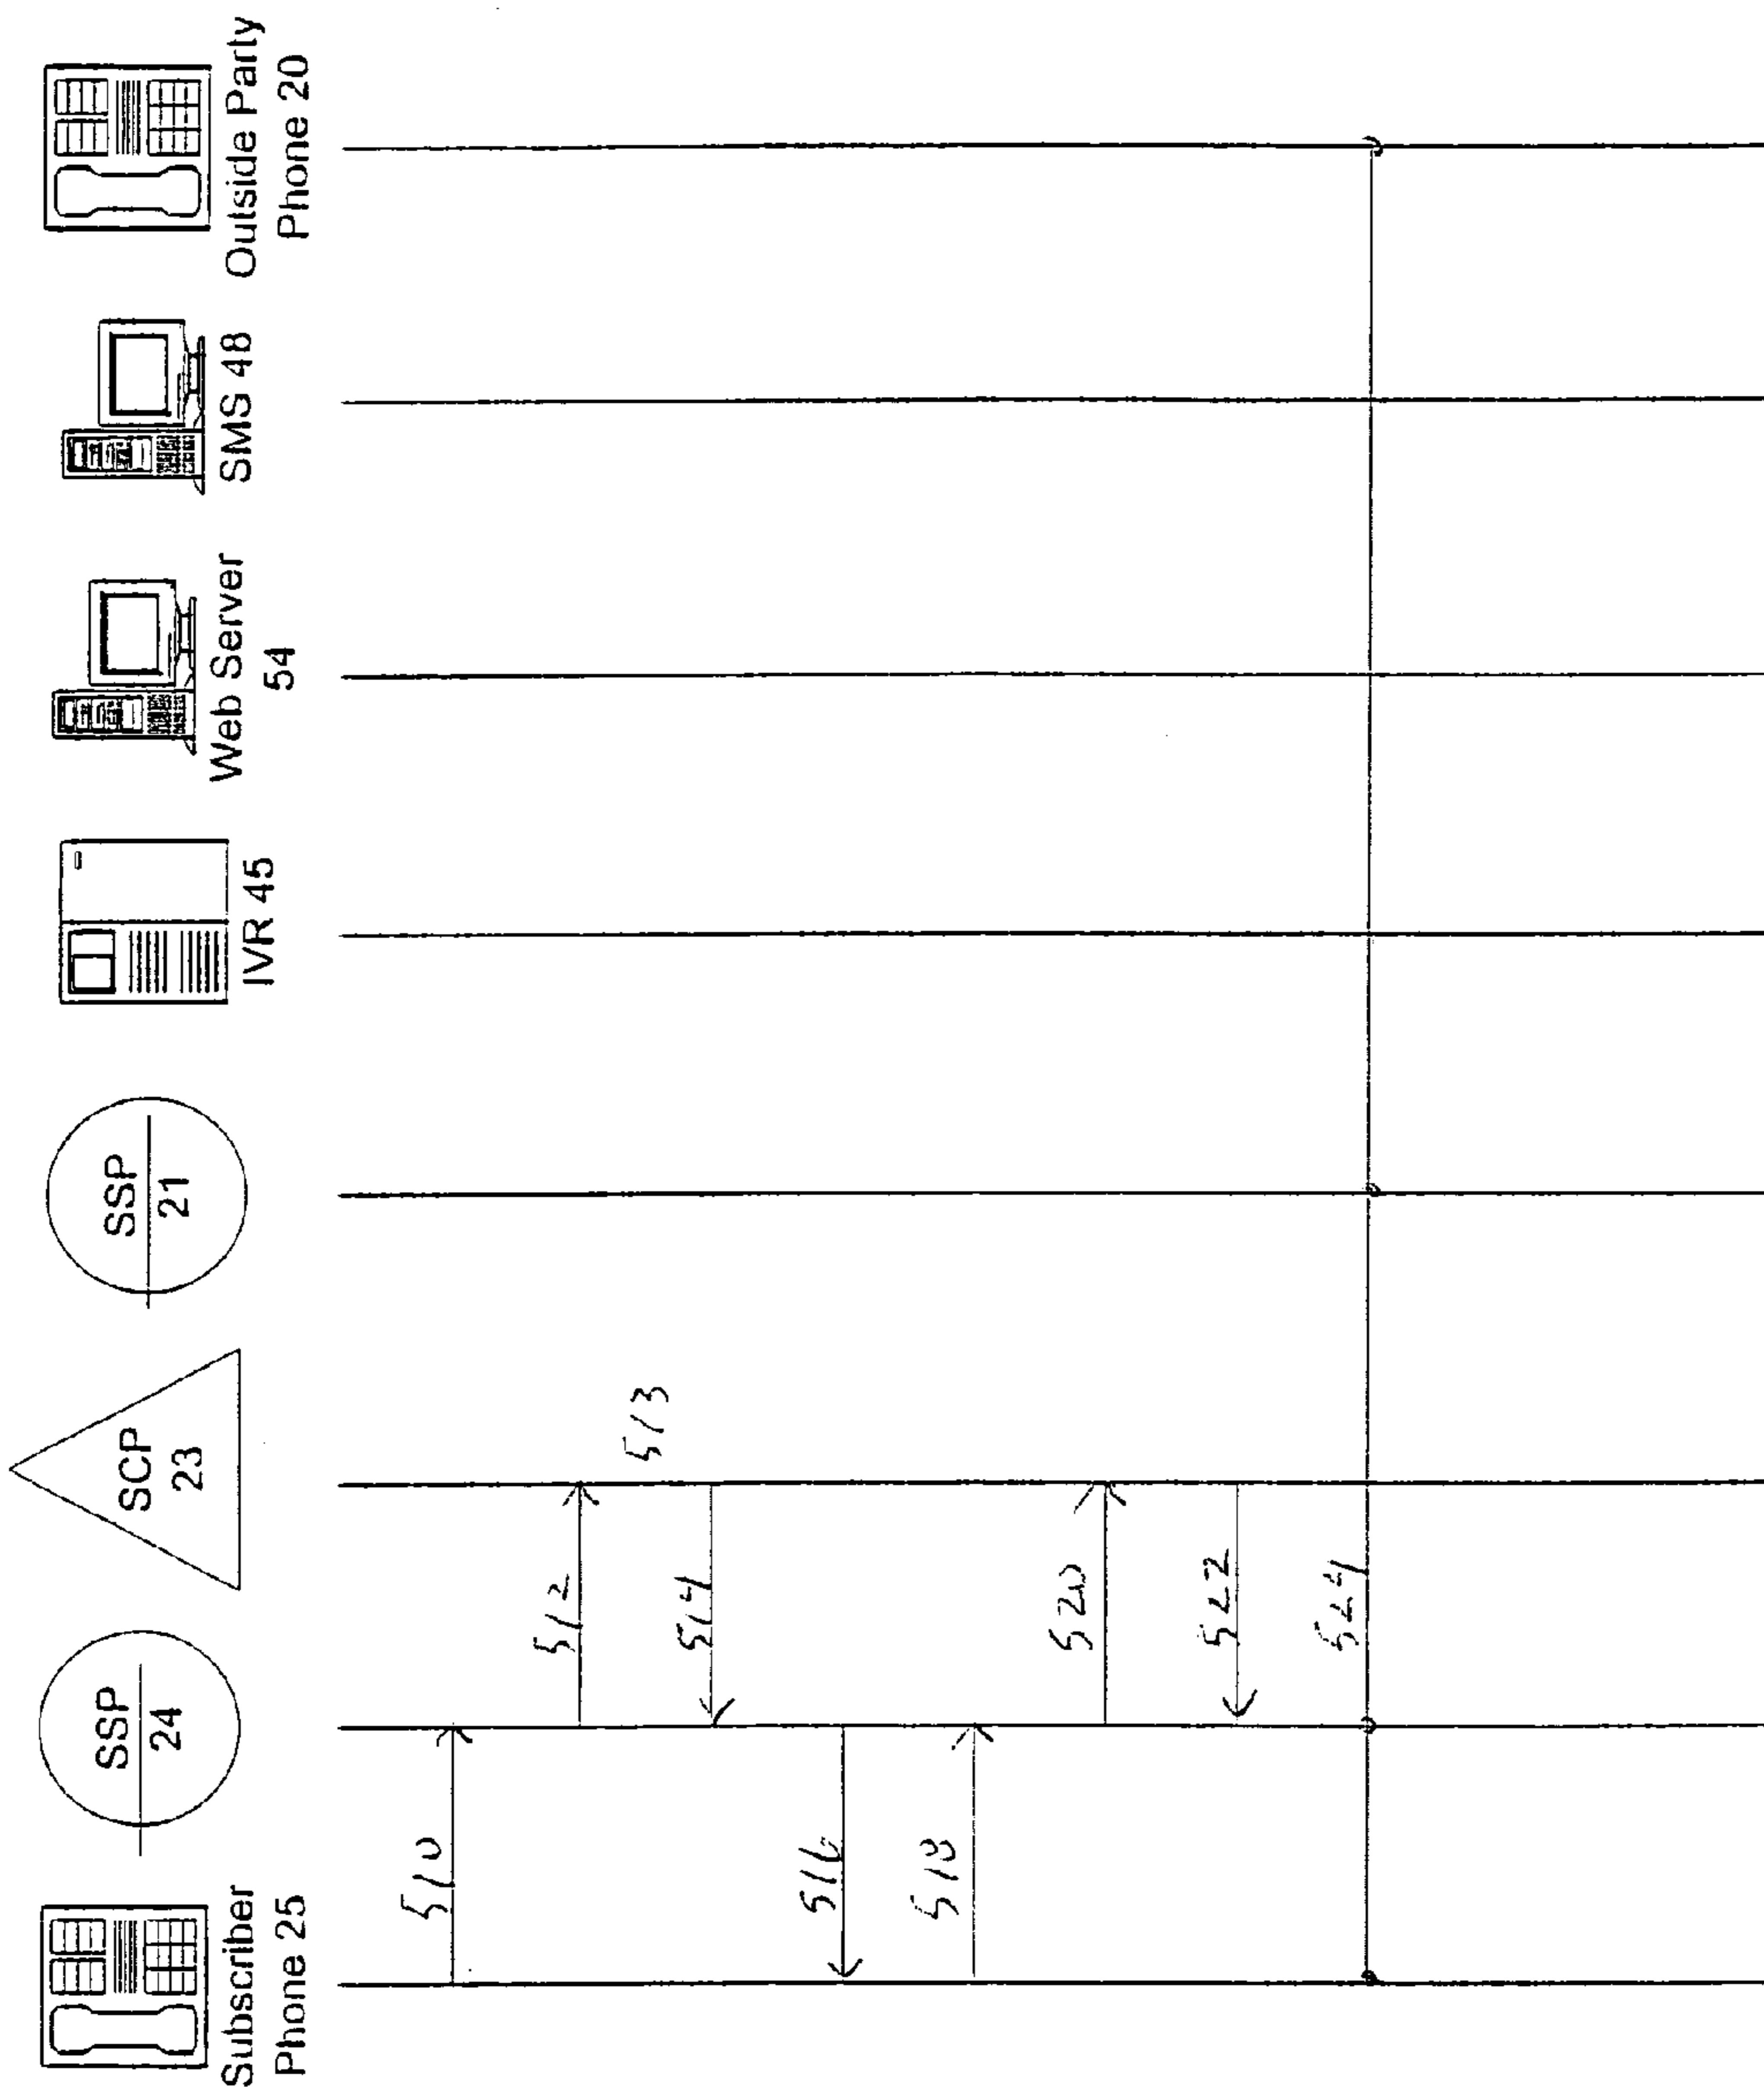 Subscriber
Phone 25
SSP
24
SCP
23
SSP
21
IVR 45
Web Server
54
SMS 48
Outside Party
Phone 20
510
512
513
514
516
518
520
522
524